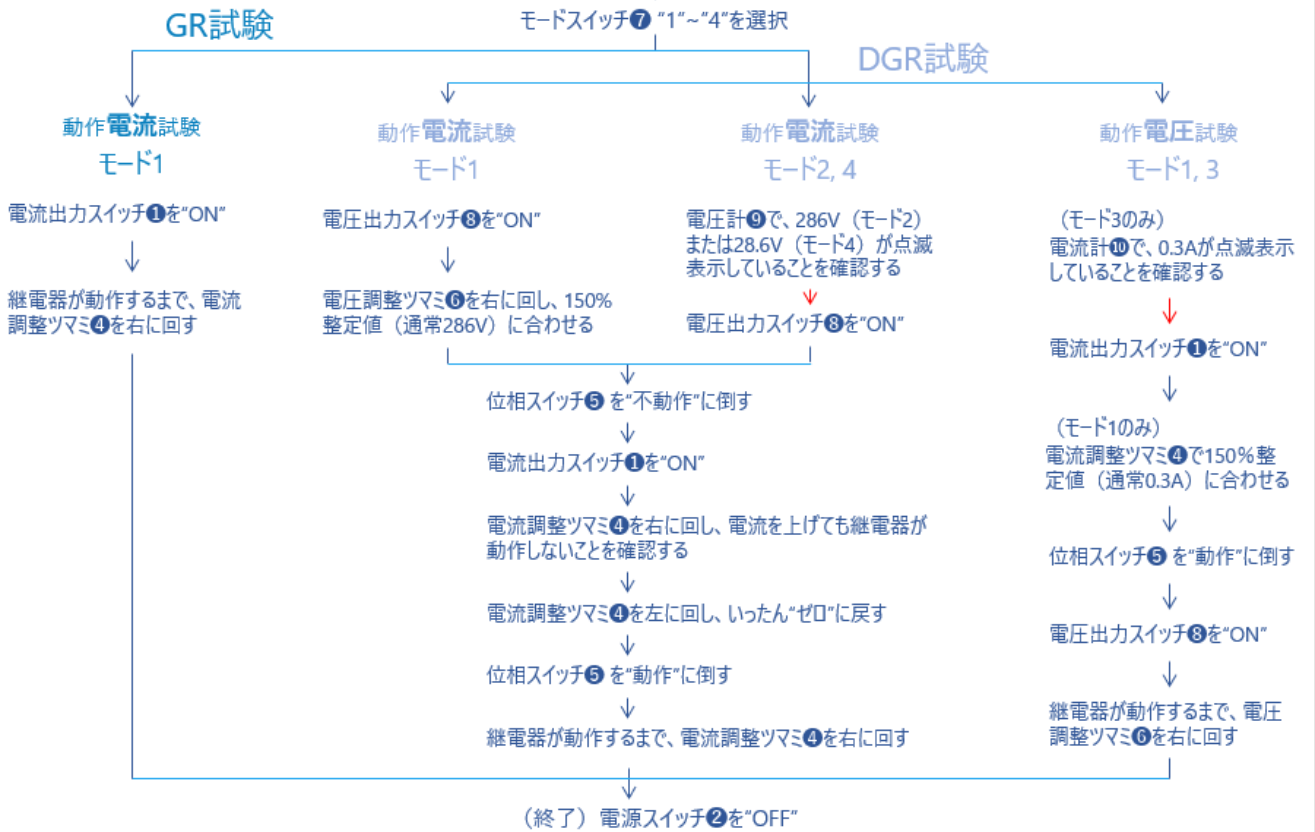 GR試験
モードスイッチ❼ “1”~“4”を選択
DGR試験
動作電流試験
モード1
電流出力スイッチ❶を“ON”
継電器が動作するまで、電流
調整ツマミ❹を右に回す
動作電流試験
モード1
電圧出力スイッチ❽を“ON”
電圧調整ツマミ❻を右に回し、150%
整定値（通常286V）に合わせる
動作電流試験
モード2, 4
電圧計❾で、286V（モード2）
または28.6V（モード4）が点滅
表示していることを確認する
電圧出力スイッチ❽を“ON”
位相スイッチ❺ を“不動作”に倒す
電流出力スイッチ❶を“ON”
電流調整ツマミ❹を右に回し、電流を上げても継電器が
動作しないことを確認する
電流調整ツマミ❹を左に回し、いったん“ゼロ”に戻す
位相スイッチ❺ を“動作”に倒す
継電器が動作するまで、電流調整ツマミ❹を右に回す
動作電圧試験
モード1, 3
（モード3のみ）
電流計❿で、0.3Aが点滅表示
していることを確認する
電流出力スイッチ❶を“ON”
（モード1のみ）
電流調整ツマミ❹で150％整
定値（通常0.3A）に合わせる
位相スイッチ❺ を“動作”に倒す
電圧出力スイッチ❽を“ON”
継電器が動作するまで、電圧
調整ツマミ❻を右に回す
（終了）電源スイッチ❷を“OFF”